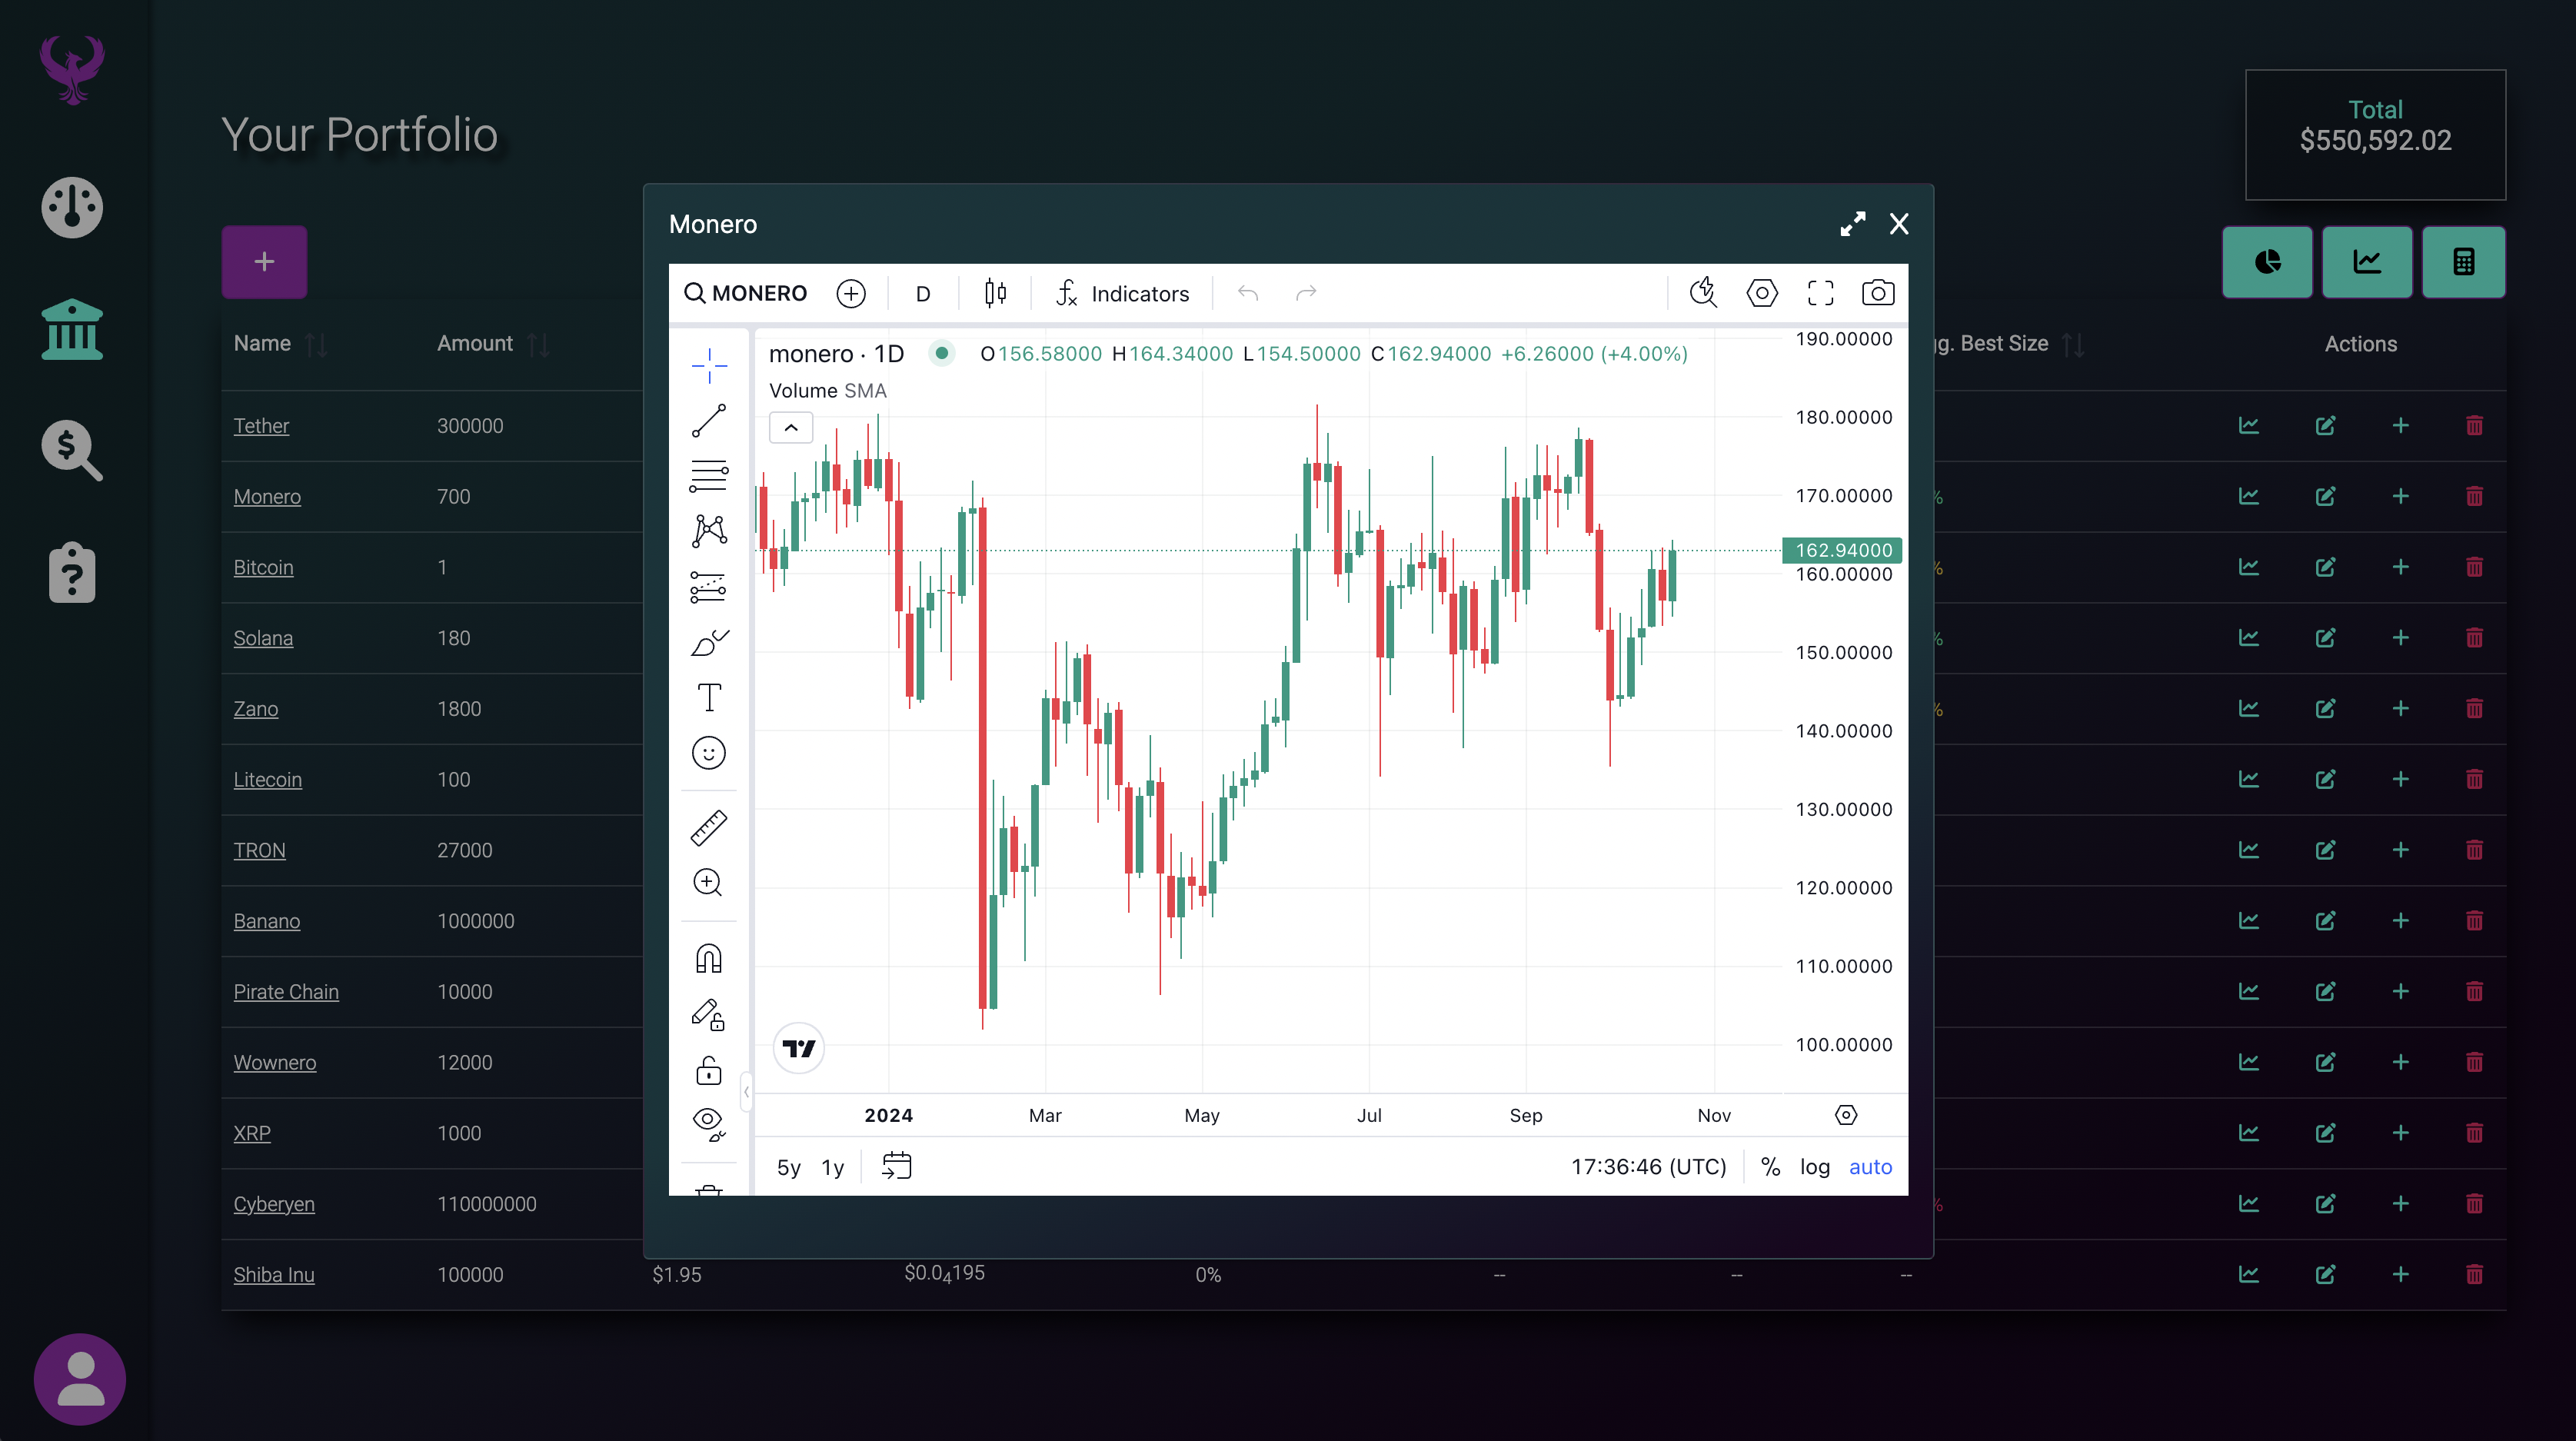 Total
$550,592.02
Your Portfolio
Monero
MONERO D Indicators
Name Amount g. Best Size Actions
monero · 1D O156.58000 H164.34000 L154.50000 C162.94000 +6.26000 (+4.00%)
Volume SMA
190.00000
180.00000
170.00000
162.94000
160.00000
150.00000
140.00000
130.00000
120.00000
110.00000
100.00000
2024 Mar May Jul Sep Nov
5y 1y 17:36:46 (UTC) % log auto
Tether 300000
Monero 700 %
Bitcoin 1 %
Solana 180 %
Zano 1800 %
Litecoin 100
TRON 27000
Banano 1000000
Pirate Chain 10000
Wownero 12000
XRP 1000
Cyberyen 110000000 %
Shiba Inu 100000 $1.95 $0.0₄195 0% -- -- --